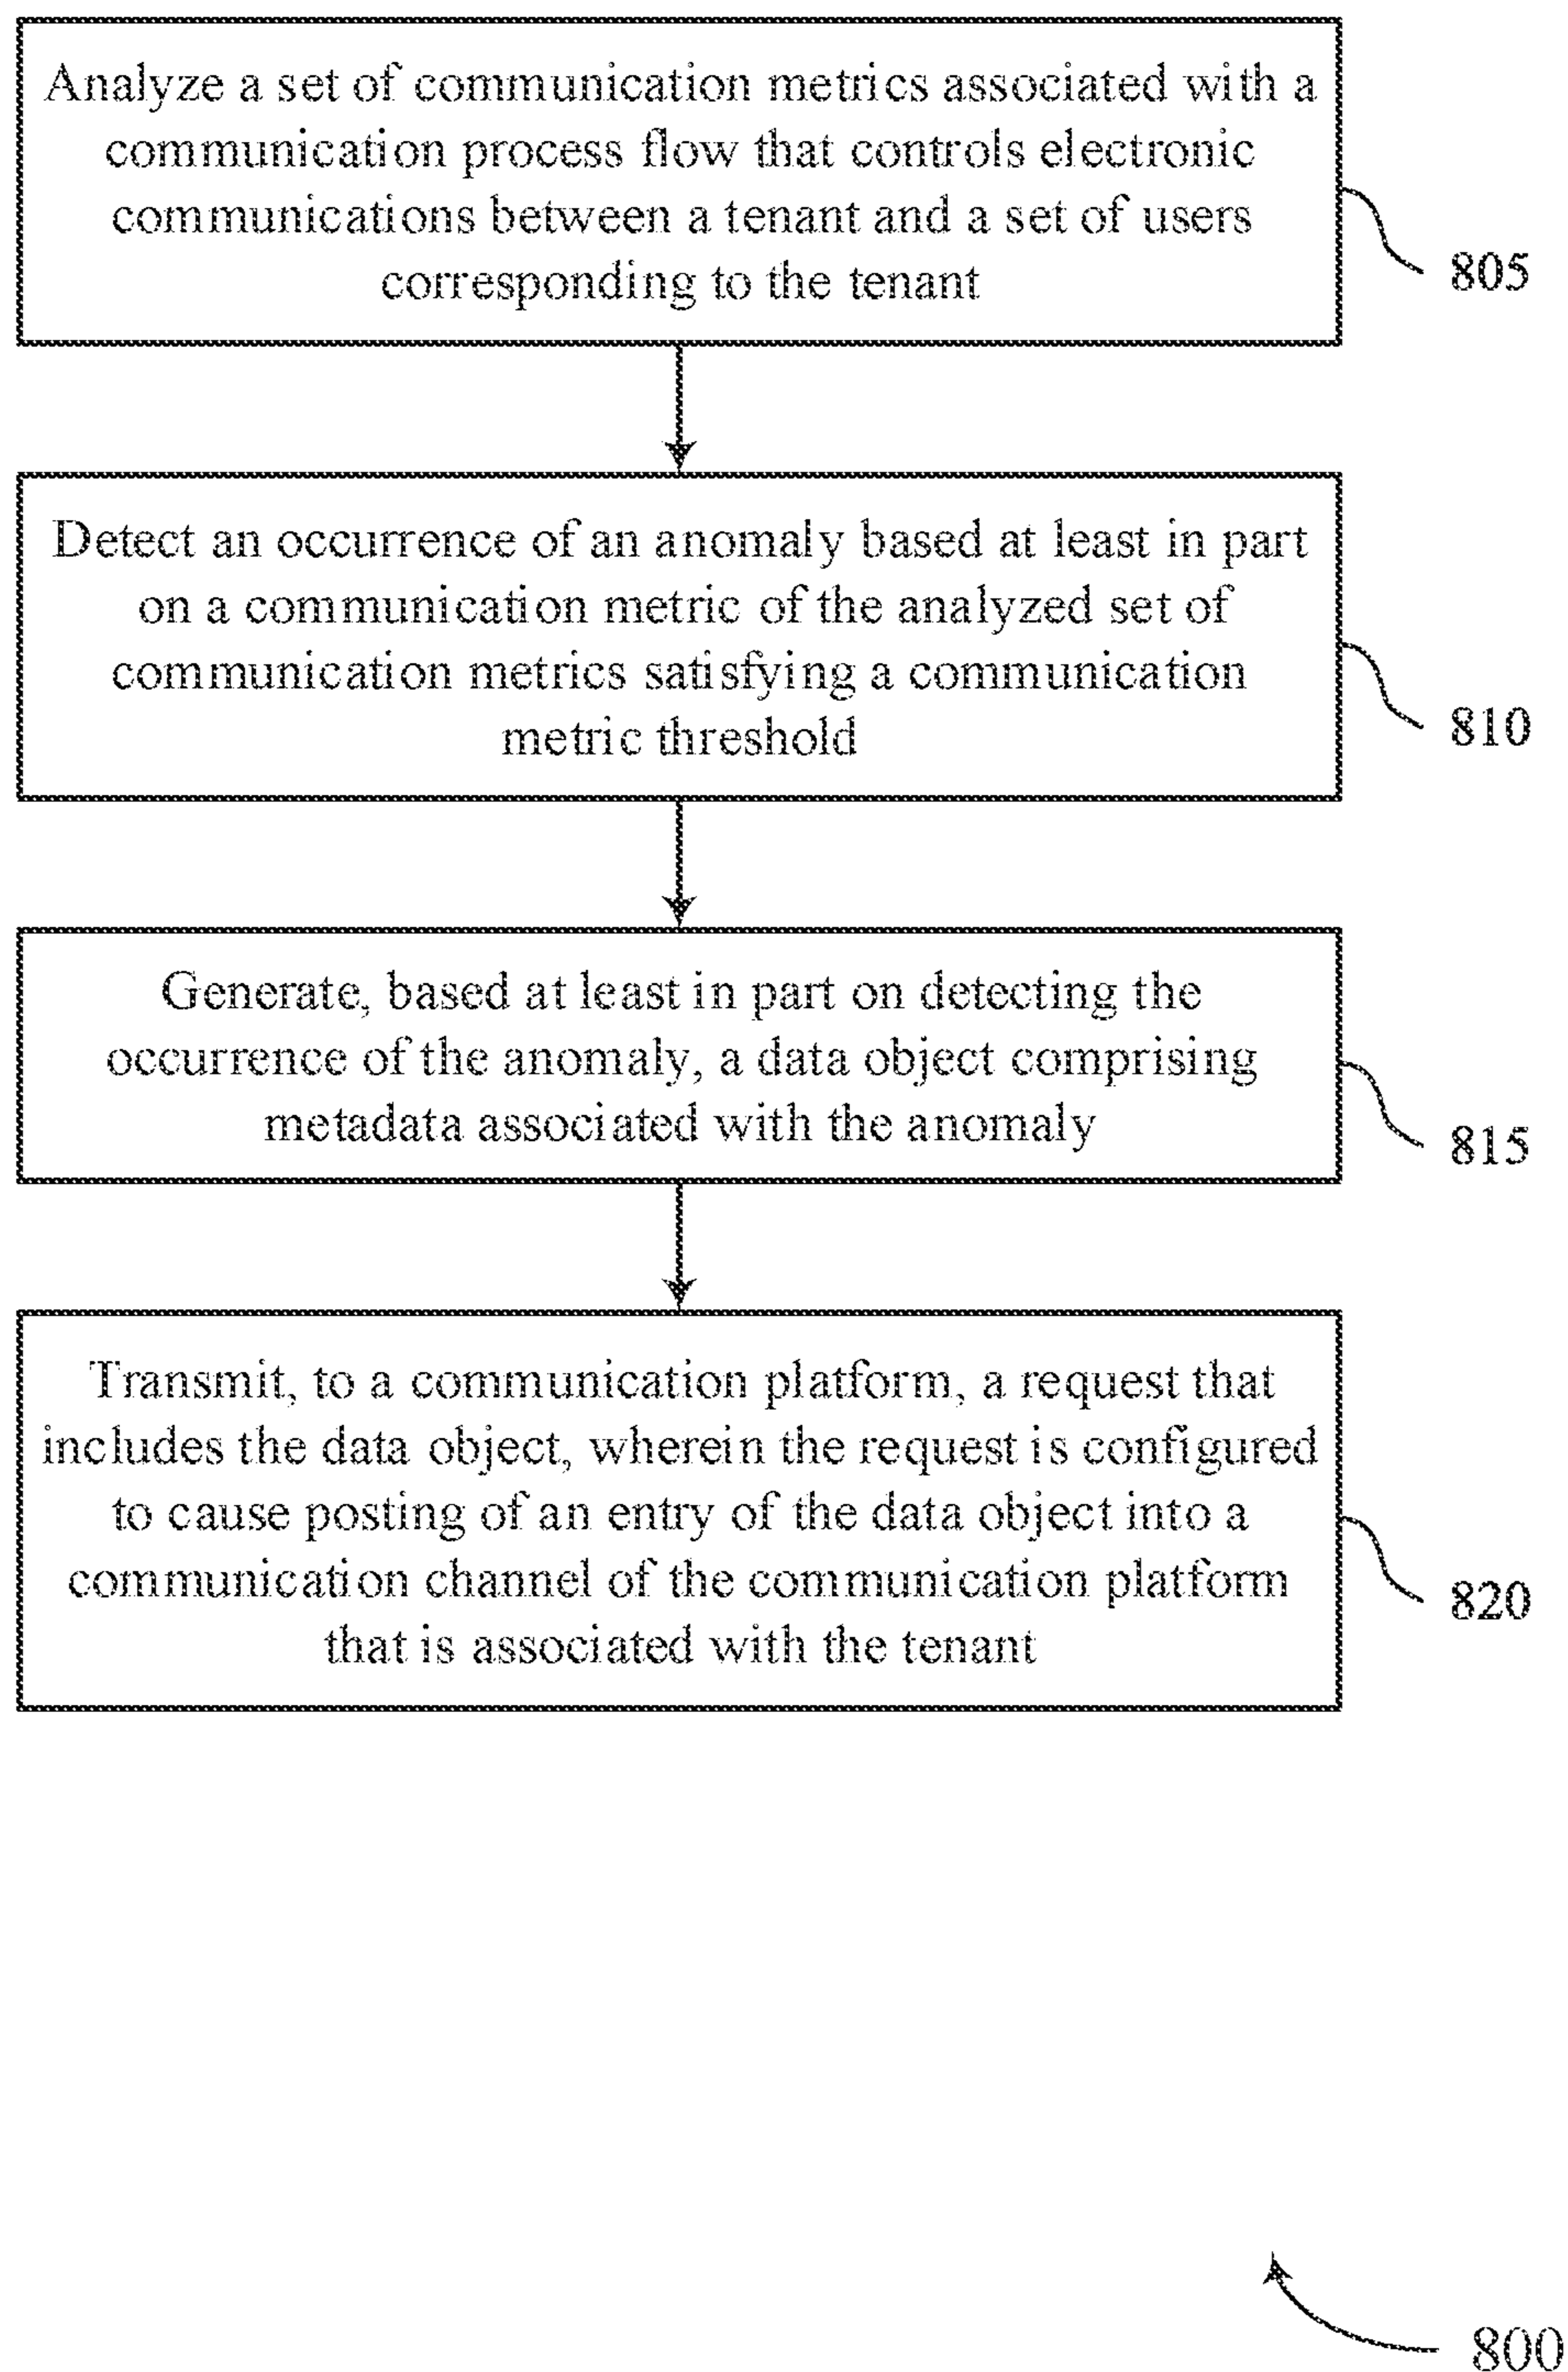 Analyze a set of communication metrics associated with a
communication process flow that controls electronic
communications between a tenant and a set of users
corresponding to the tenant
805
Detect an occurrence of an anomaly based at least in part
on a communication metric of the analyzed set of
communication metrics satisfying a communication
metric threshold
810
Generate, based at least in part on detecting the
occurrence of the anomaly, a data object comprising
metadata associated with the anomaly
815
Transmit, to a communication platform, a request that
includes the data object, wherein the request is configured
to cause posting of an entry of the data object into a
communication channel of the communication platform
that is associated with the tenant
820
800